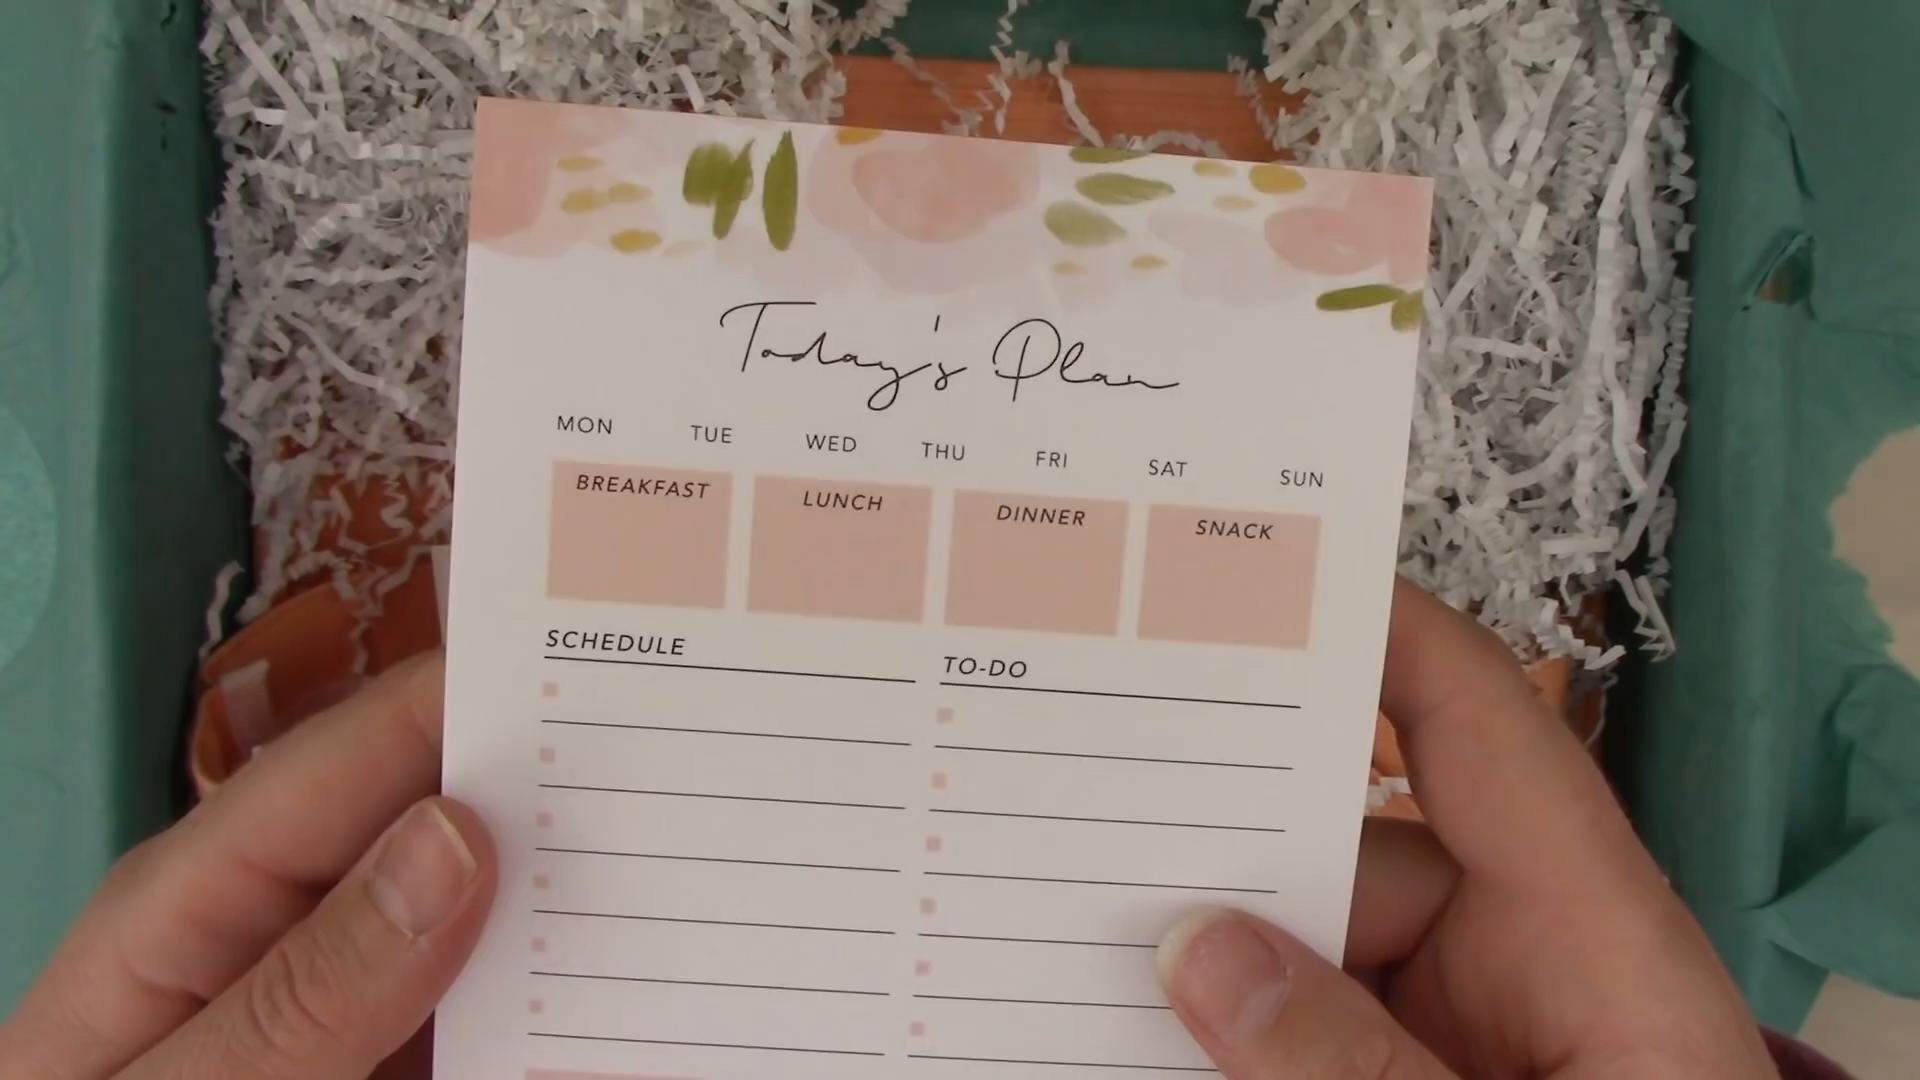 Today's Plan
MON TUE WED THU FRI SAT SUN
BREAKFAST LUNCH DINNER SNACK
SCHEDULE TO-DO